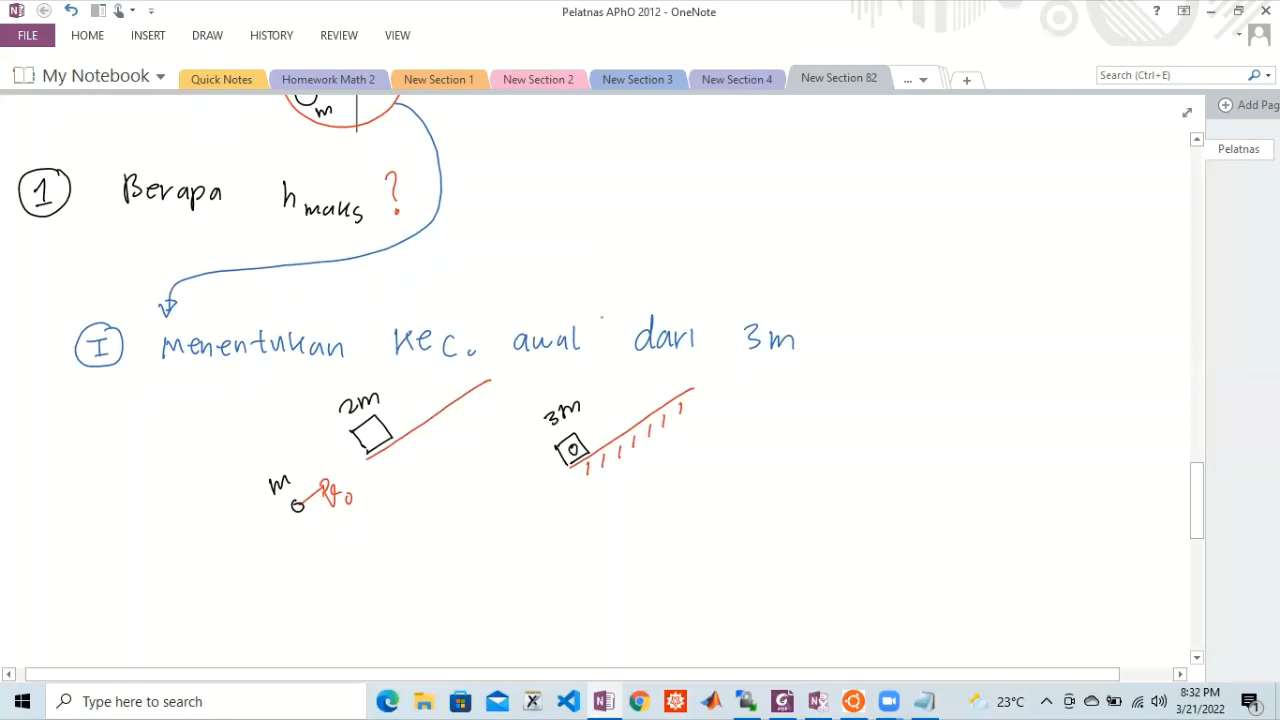 Pelatnas APhO 2012 - OneNote
FILE HOME INSERT DRAW HISTORY REVIEW VIEW
My Notebook Quick Notes Homework Math 2 New Section 1 New Section 2 New Section 3 New Section 4 New Section 82 ... Search (Ctrl+E)
Add Pag
Pelatnas
m
1 Berapa hmaks ?
I menentukan kec. awal dari 3m
2m
3m
m
v0
Type here to search
23°C
8:32 PM
3/21/2022